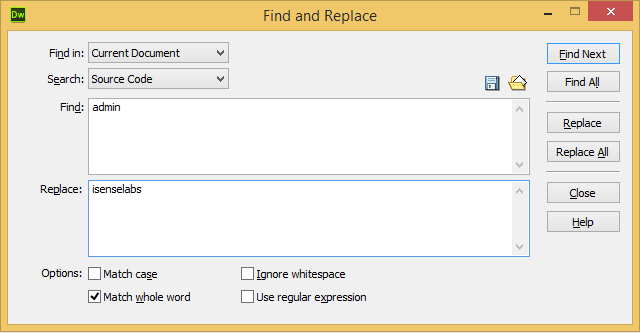 Dw Find and Replace
Find in: Current Document Find Next
Search: Source Code Find All
Find: admin
Replace
Replace All
Replace: isenselabs Close
Help
Options: Match case Ignore whitespace
Match whole word Use regular expression